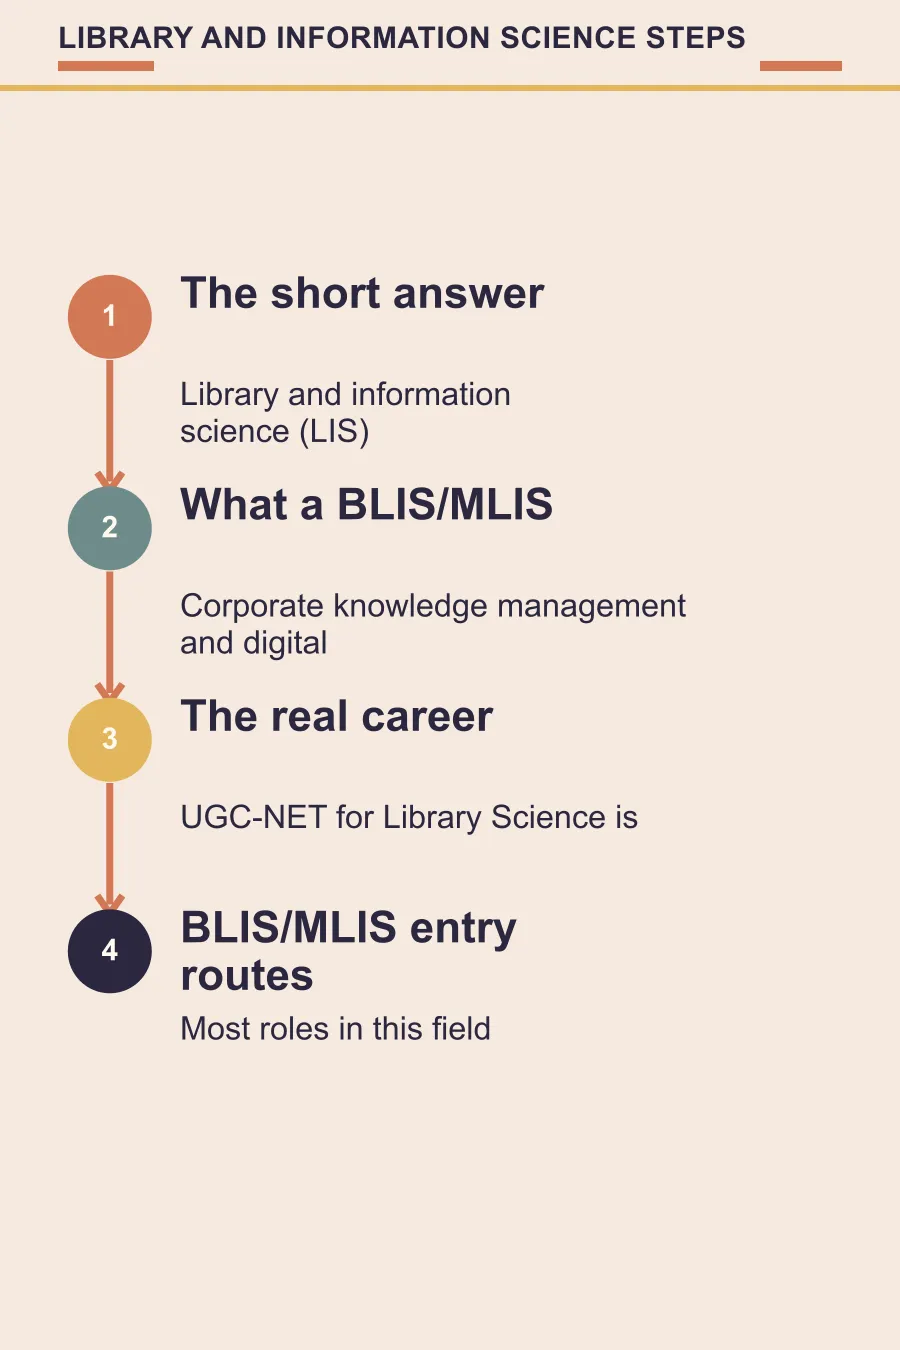 LIBRARY AND INFORMATION SCIENCE STEPS
1
The short answer
Library and information
science (LIS)
2
What a BLIS/MLIS
Corporate knowledge management
and digital
3
The real career
UGC-NET for Library Science is
4
BLIS/MLIS entry
routes
Most roles in this field